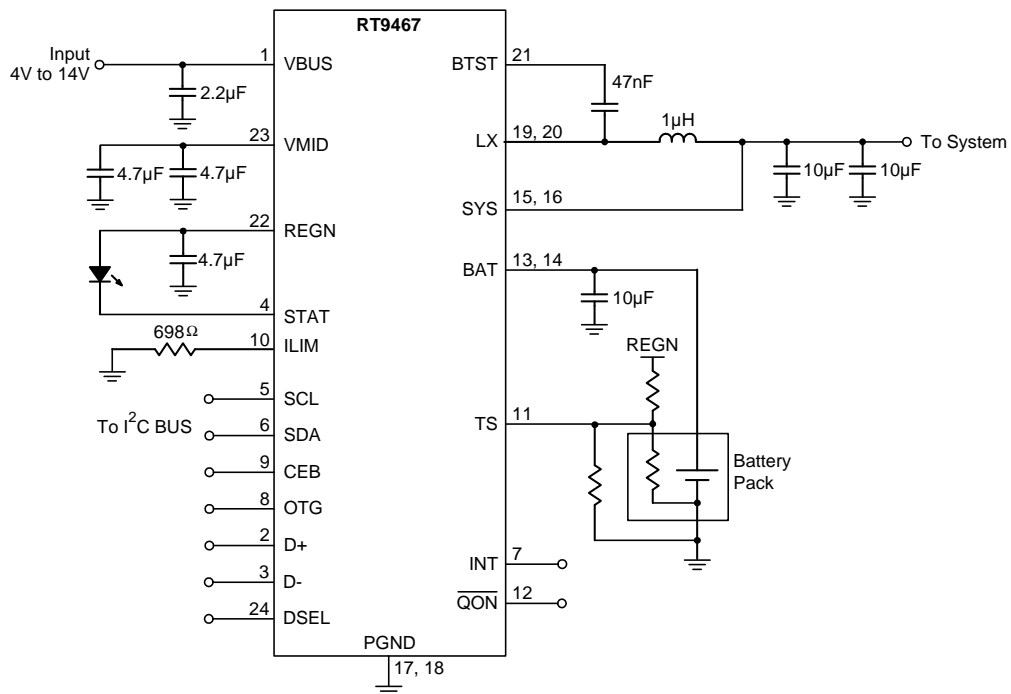 RT9467
Input
4V to 14V
1
VBUS
2.2µF
23
VMID
4.7µF
4.7µF
22
REGN
4.7µF
4
STAT
698Ω
10
ILIM
5
SCL
To I²C BUS
6
SDA
9
CEB
8
OTG
2
D+
3
D-
24
DSEL
PGND
17, 18
BTST
21
47nF
LX
19, 20
1µH
To System
10µF
10µF
SYS
15, 16
BAT
13, 14
10µF
REGN
TS
11
Battery
Pack
INT
7
QON
12